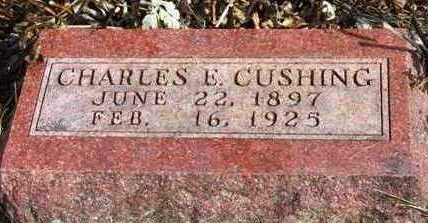 CHARLES E. CUSHING
JUNE 22, 1897
FEB. 16, 1925